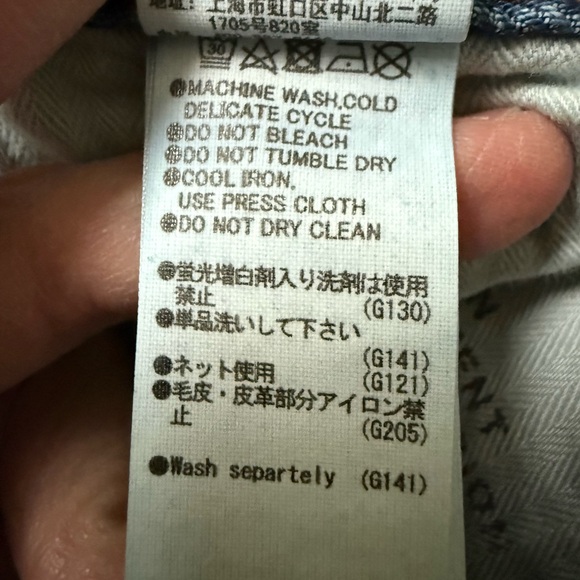 地址: 上海市虹口区中山北二路
1705号820室
30
●MACHINE WASH,COLD
DELICATE CYCLE
●DO NOT BLEACH
●DO NOT TUMBLE DRY
●COOL IRON,
USE PRESS CLOTH
●DO NOT DRY CLEAN
●蛍光増白剤入り洗剤は使用
禁止 (G130)
●単品洗いして下さい
(G141)
●ネット使用 (G121)
●毛皮・皮革部分アイロン禁
止 (G205)
●Wash separtely (G141)